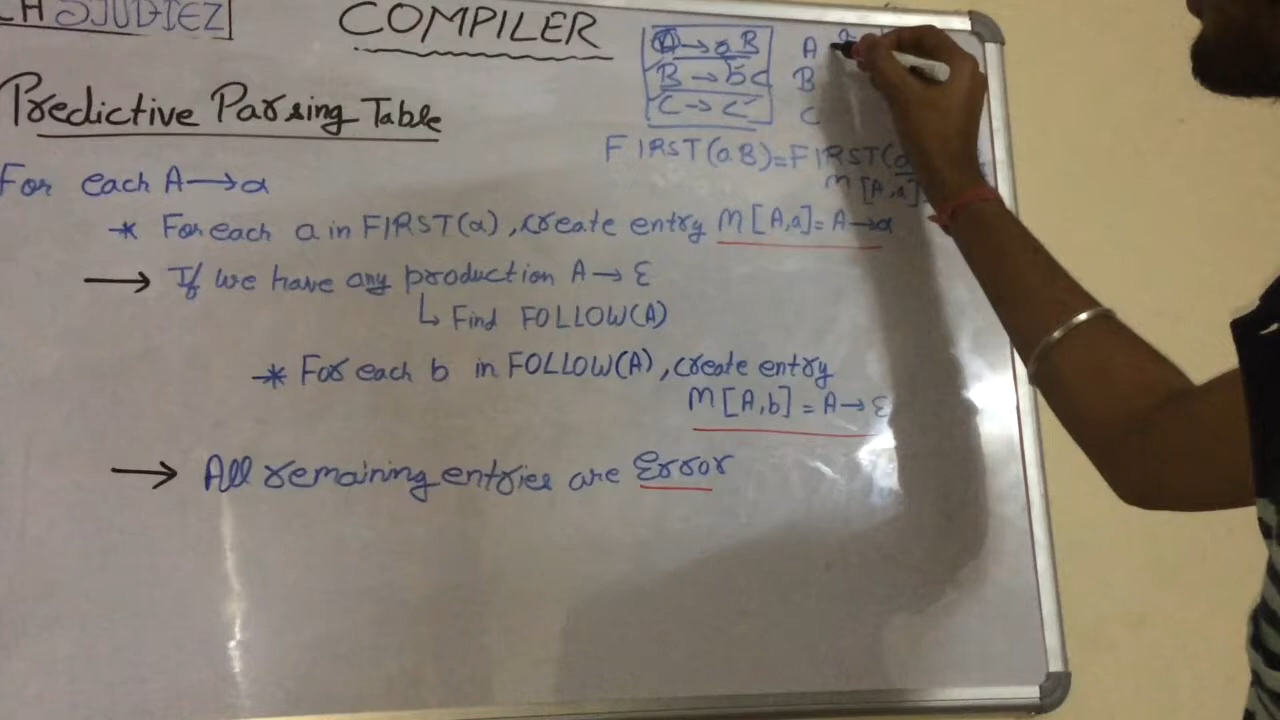 COMPILER
Predictive Parsing Table
A → aB
B → bc
C → c
A
B
C
a
FIRST(aB)=FIRST(a
M[A,a]
For each A→α
* For each a in FIRST(α), create entry M[A,a]= A→α
→ If we have any production A → ε
↳ Find FOLLOW(A)
* For each b in FOLLOW(A), create entry
M[A,b] = A→ ε
→ All remaining entries are Error